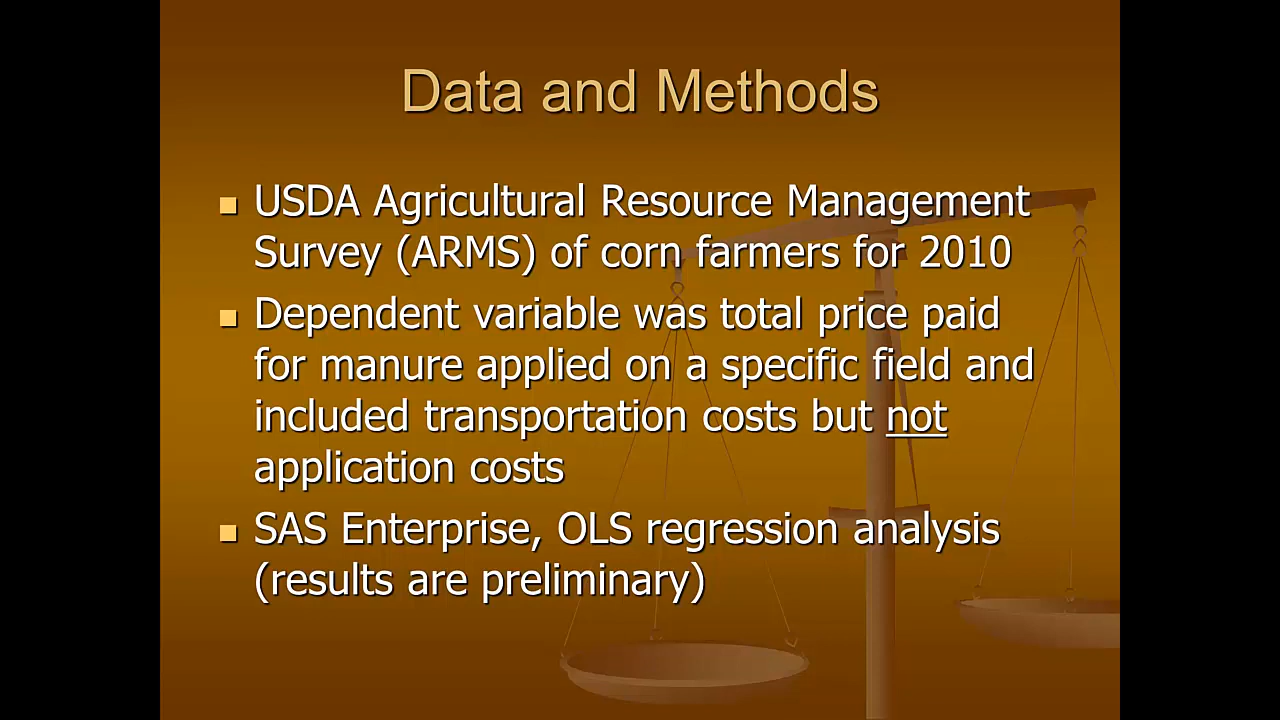 Data and Methods
USDA Agricultural Resource Management
Survey (ARMS) of corn farmers for 2010
Dependent variable was total price paid
for manure applied on a specific field and
included transportation costs but not
application costs
SAS Enterprise, OLS regression analysis
(results are preliminary)